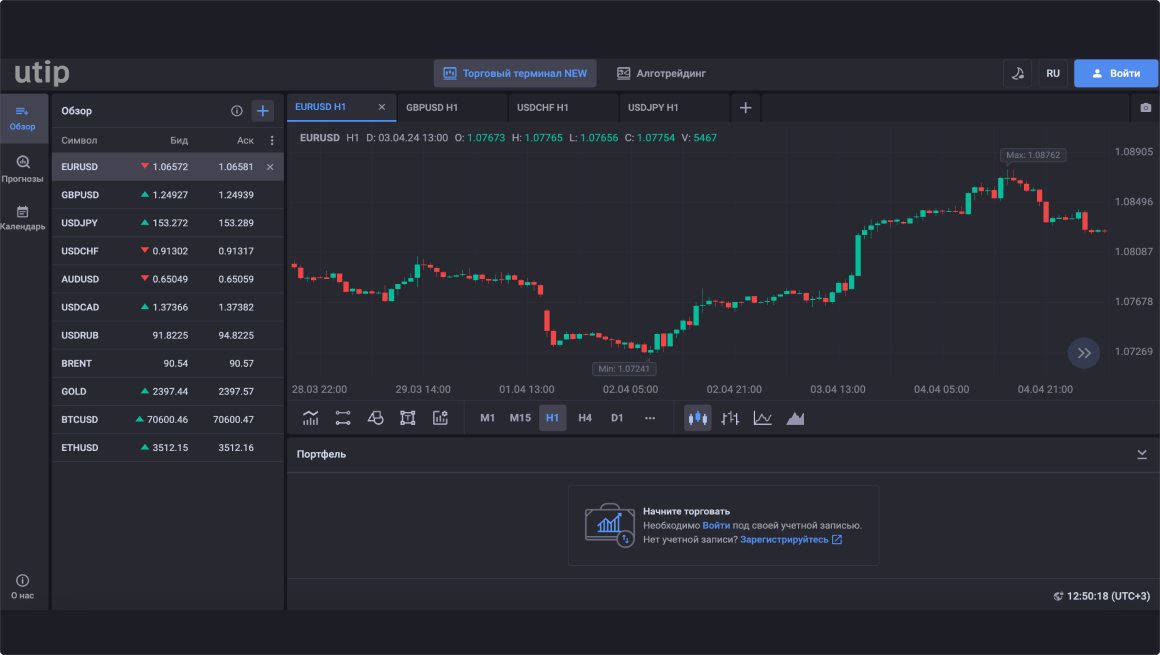 utip
Торговый терминал NEW
Алготрейдинг
RU
Войти
Обзор
Прогнозы
Календарь
О нас
Обзор
Символ Бид Аск
EURUSD 1.06572 1.06581
GBPUSD 1.24927 1.24939
USDJPY 153.272 153.289
USDCHF 0.91302 0.91317
AUDUSD 0.65049 0.65059
USDCAD 1.37366 1.37382
USDRUB 91.8225 94.8225
BRENT 90.54 90.57
GOLD 2397.44 2397.57
BTCUSD 70600.46 70600.47
ETHUSD 3512.15 3512.16
EURUSD H1 GBPUSD H1 USDCHF H1 USDJPY H1
EURUSD H1 D: 03.04.24 13:00 O: 1.07673 H: 1.07765 L: 1.07656 C: 1.07754 V: 5467
Max: 1.08762
1.08905
1.08496
1.08087
1.07678
1.07269
Min: 1.07241
28.03 22:00 29.03 14:00 01.04 13:00 02.04 05:00 02.04 21:00 03.04 13:00 04.04 05:00 04.04 21:00
M1 M15 H1 H4 D1 ···
Портфель
Начните торговать
Необходимо Войти под своей учетной записью.
Нет учетной записи? Зарегистрируйтесь
12:50:18 (UTC+3)